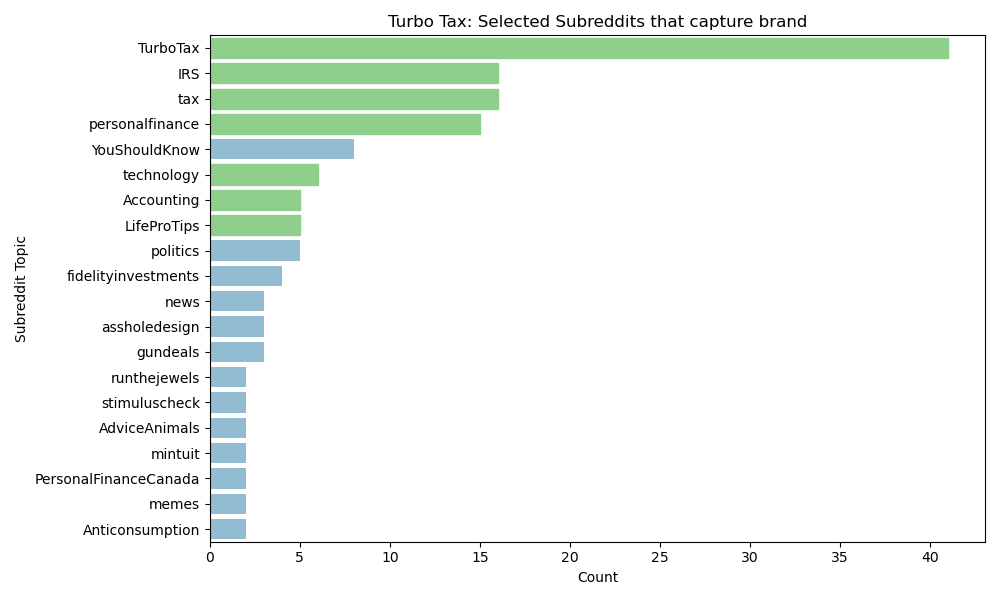 Turbo Tax: Selected Subreddits that capture brand
TurboTax
IRS
tax
personalfinance
YouShouldKnow
technology
Accounting
LifeProTips
politics
fidelityinvestments
news
assholedesign
gundeals
runthejewels
stimuluscheck
AdviceAnimals
mintuit
PersonalFinanceCanada
memes
Anticonsumption
Subreddit Topic
0 5 10 15 20 25 30 35 40
Count